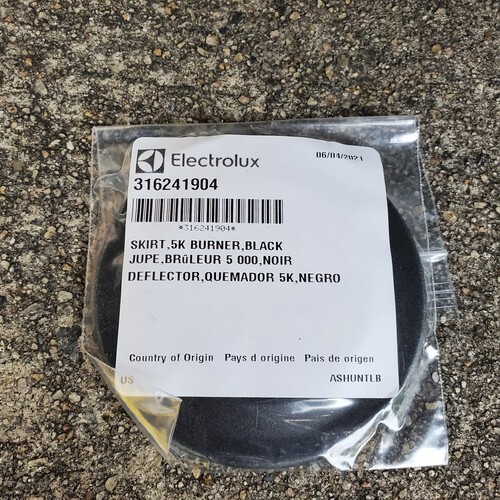 Electrolux 06/04/2021
316241904
*316241904*
SKIRT,5K BURNER,BLACK
JUPE,BRûLEUR 5 000,NOIR
DEFLECTOR,QUEMADOR 5K,NEGRO
Country of Origin Pays d origine Pais de origen
US ASHUNTLB